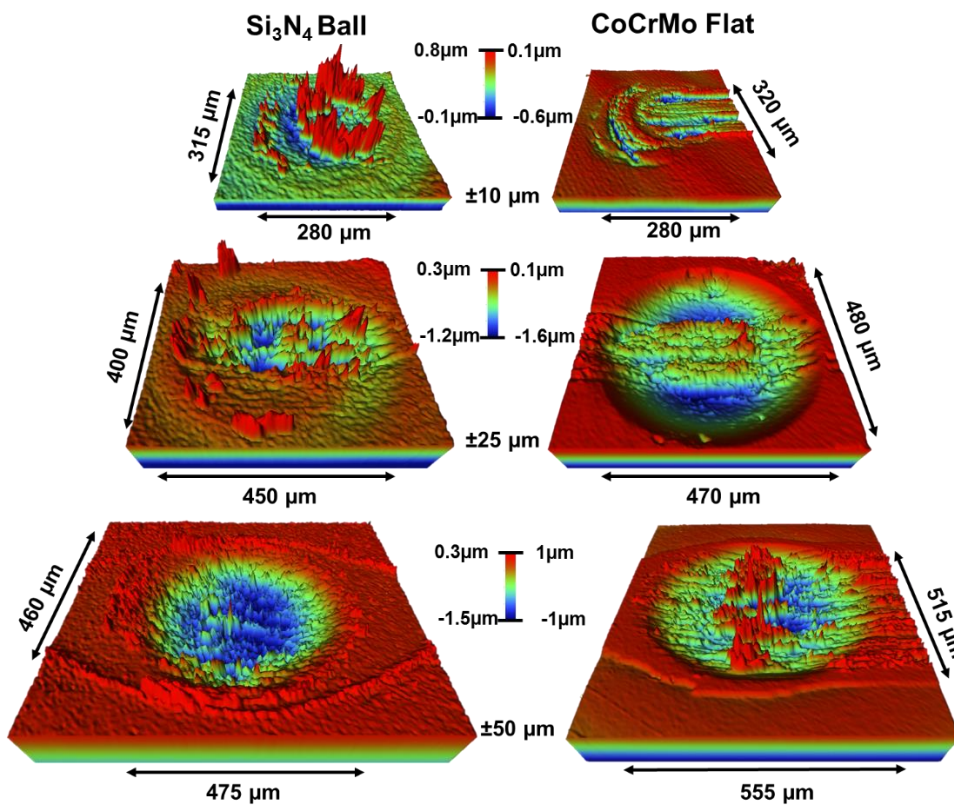 Si₃N₄ Ball
CoCrMo Flat
0.8µm 0.1µm
-0.1µm -0.6µm
315 µm
320 µm
±10 µm
280 µm
280 µm
0.3µm 0.1µm
-1.2µm -1.6µm
400 µm
480 µm
±25 µm
450 µm
470 µm
0.3µm 1µm
-1.5µm -1µm
460 µm
515 µm
±50 µm
475 µm
555 µm